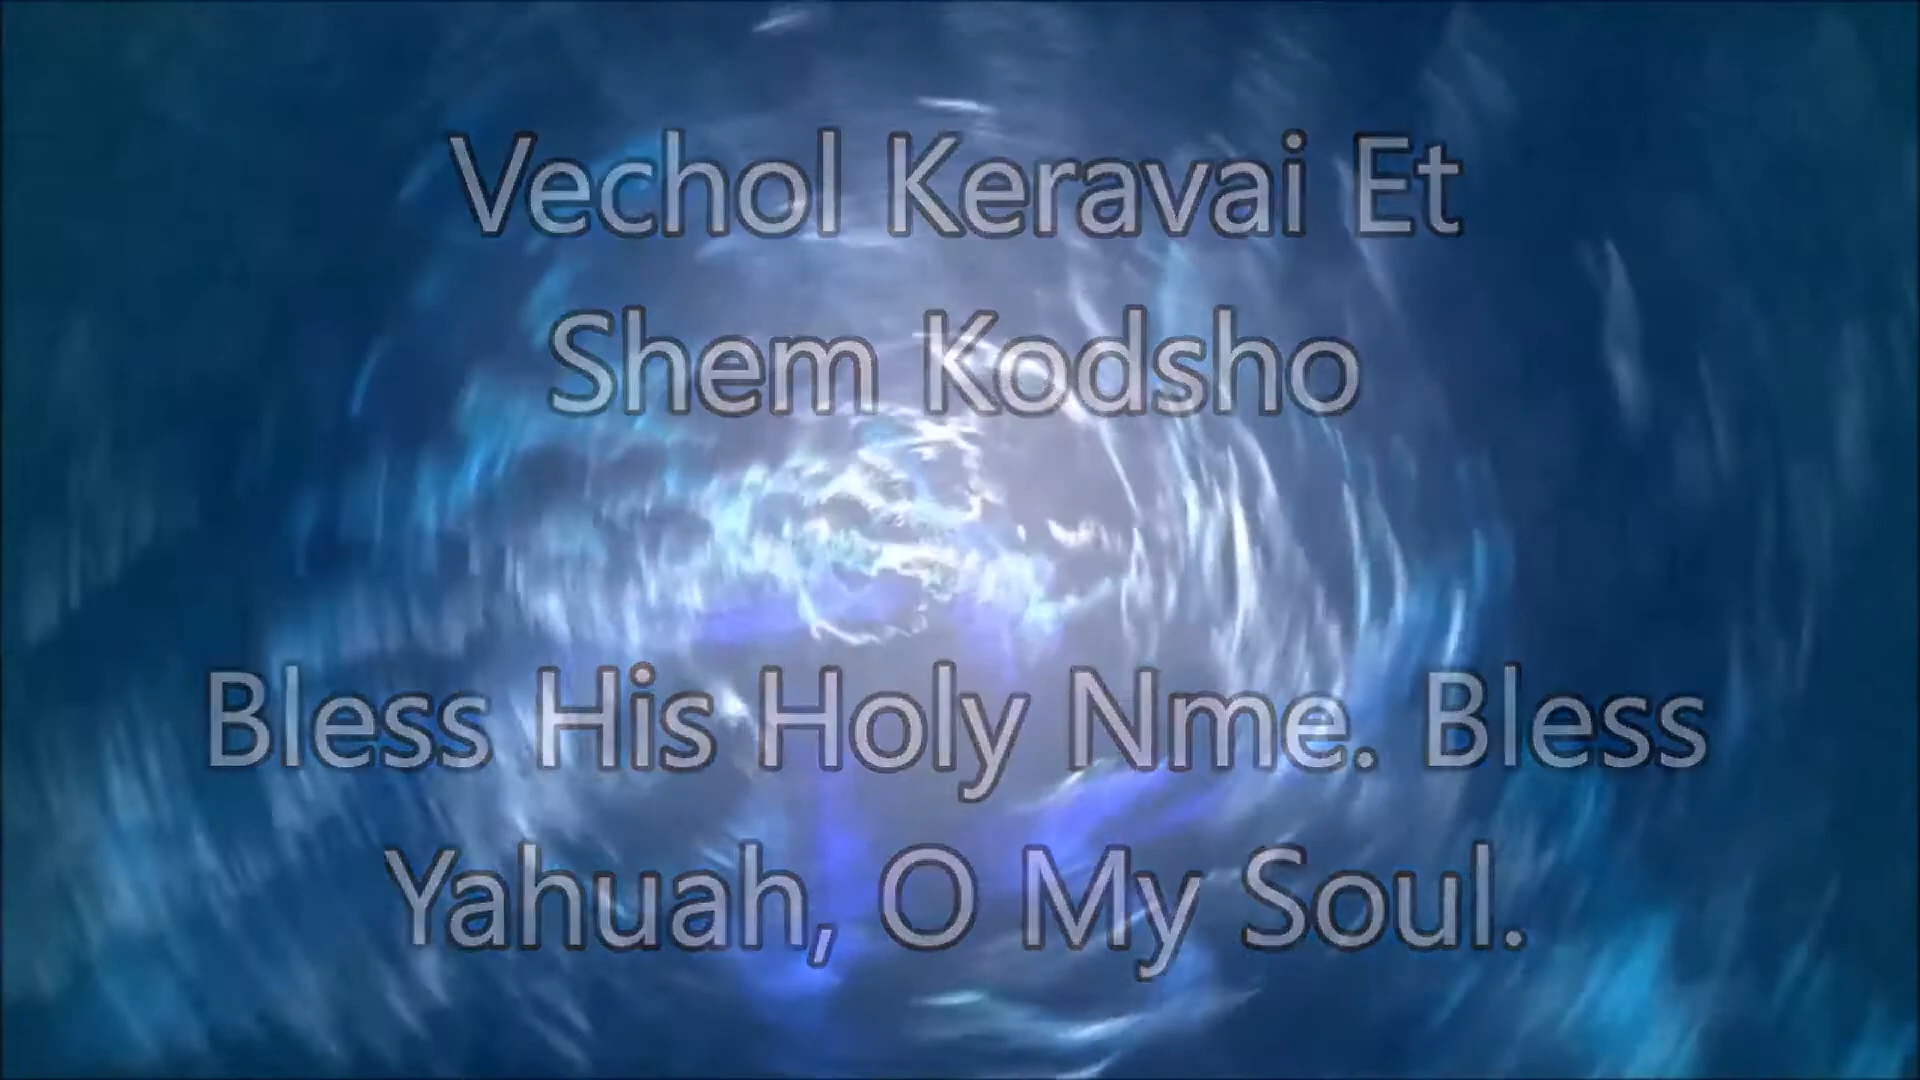 Vechol Keravai Et
Shem Kodsho
Bless His Holy Nme. Bless
Yahuah, O My Soul.